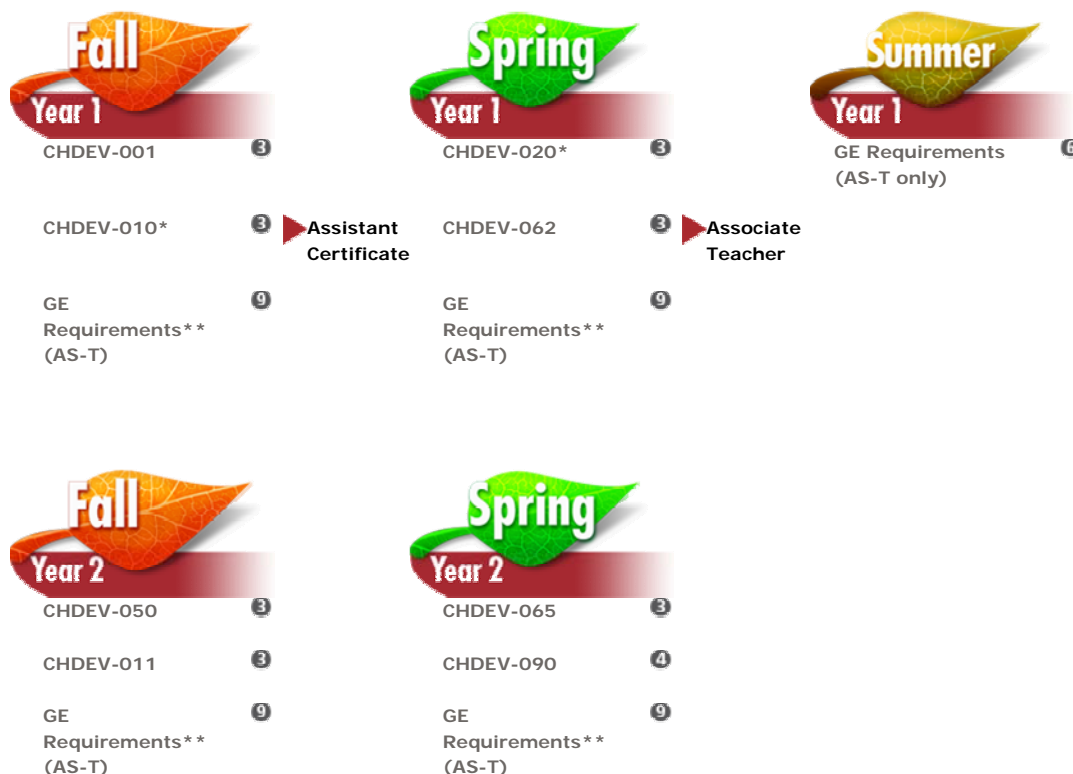 Fall
Year 1
CHDEV-001 3
CHDEV-010* 3
Assistant
Certificate
GE 9
Requirements**
(AS-T)
Spring
Year 1
CHDEV-020* 3
CHDEV-062 3
Associate
Teacher
GE 9
Requirements**
(AS-T)
Summer
Year 1
GE Requirements
(AS-T only)
Fall
Year 2
CHDEV-050 3
CHDEV-011 3
GE 9
Requirements**
(AS-T)
Spring
Year 2
CHDEV-065 3
CHDEV-090 4
GE 9
Requirements**
(AS-T)